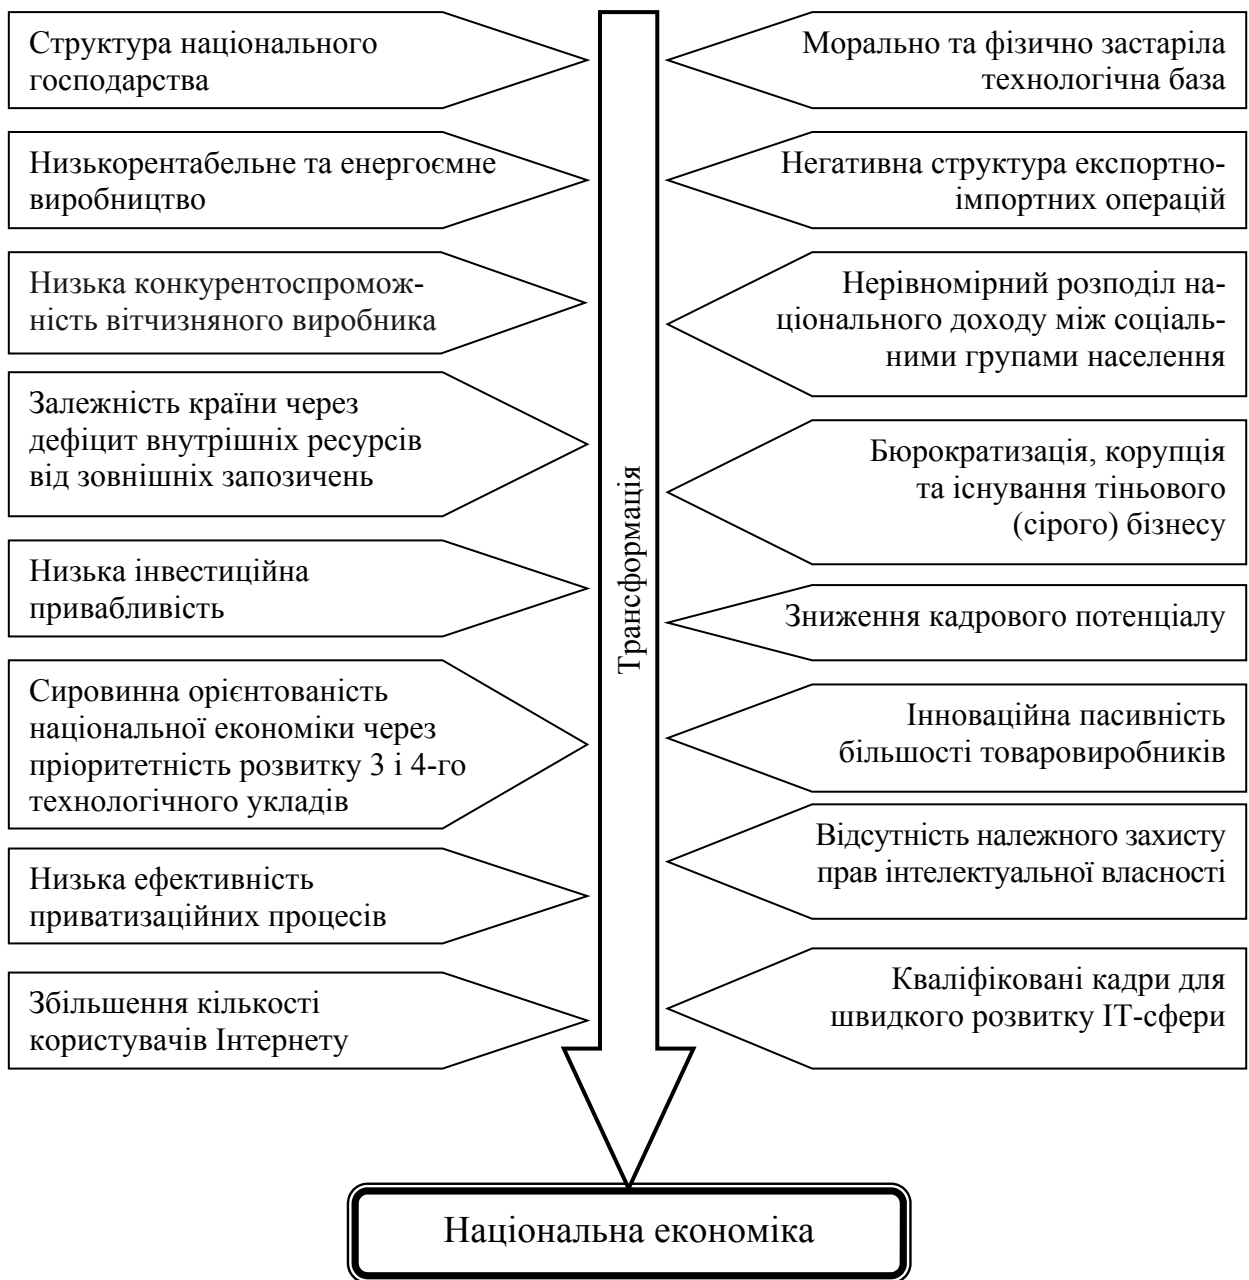 Структура національного
господарства
Низькорентабельне та енергоємне
виробництво
Низька конкурентоспромож-
ність вітчизняного виробника
Залежність країни через
дефіцит внутрішніх ресурсів
від зовнішніх запозичень
Низька інвестиційна
привабливість
Сировинна орієнтованість
національної економіки через
пріоритетність розвитку 3 і 4-го
технологічного укладів
Низька ефективність
приватизаційних процесів
Збільшення кількості
користувачів Інтернету
Трансформація
Морально та фізично застаріла
технологічна база
Негативна структура експортно-
імпортних операцій
Нерівномірний розподіл на-
ціонального доходу між соціаль-
ними групами населення
Бюрократизація, корупція
та існування тіньового
(сірого) бізнесу
Зниження кадрового потенціалу
Інноваційна пасивність
більшості товаровиробників
Відсутність належного захисту
прав інтелектуальної власності
Кваліфіковані кадри для
швидкого розвитку ІТ-сфери
Національна економіка